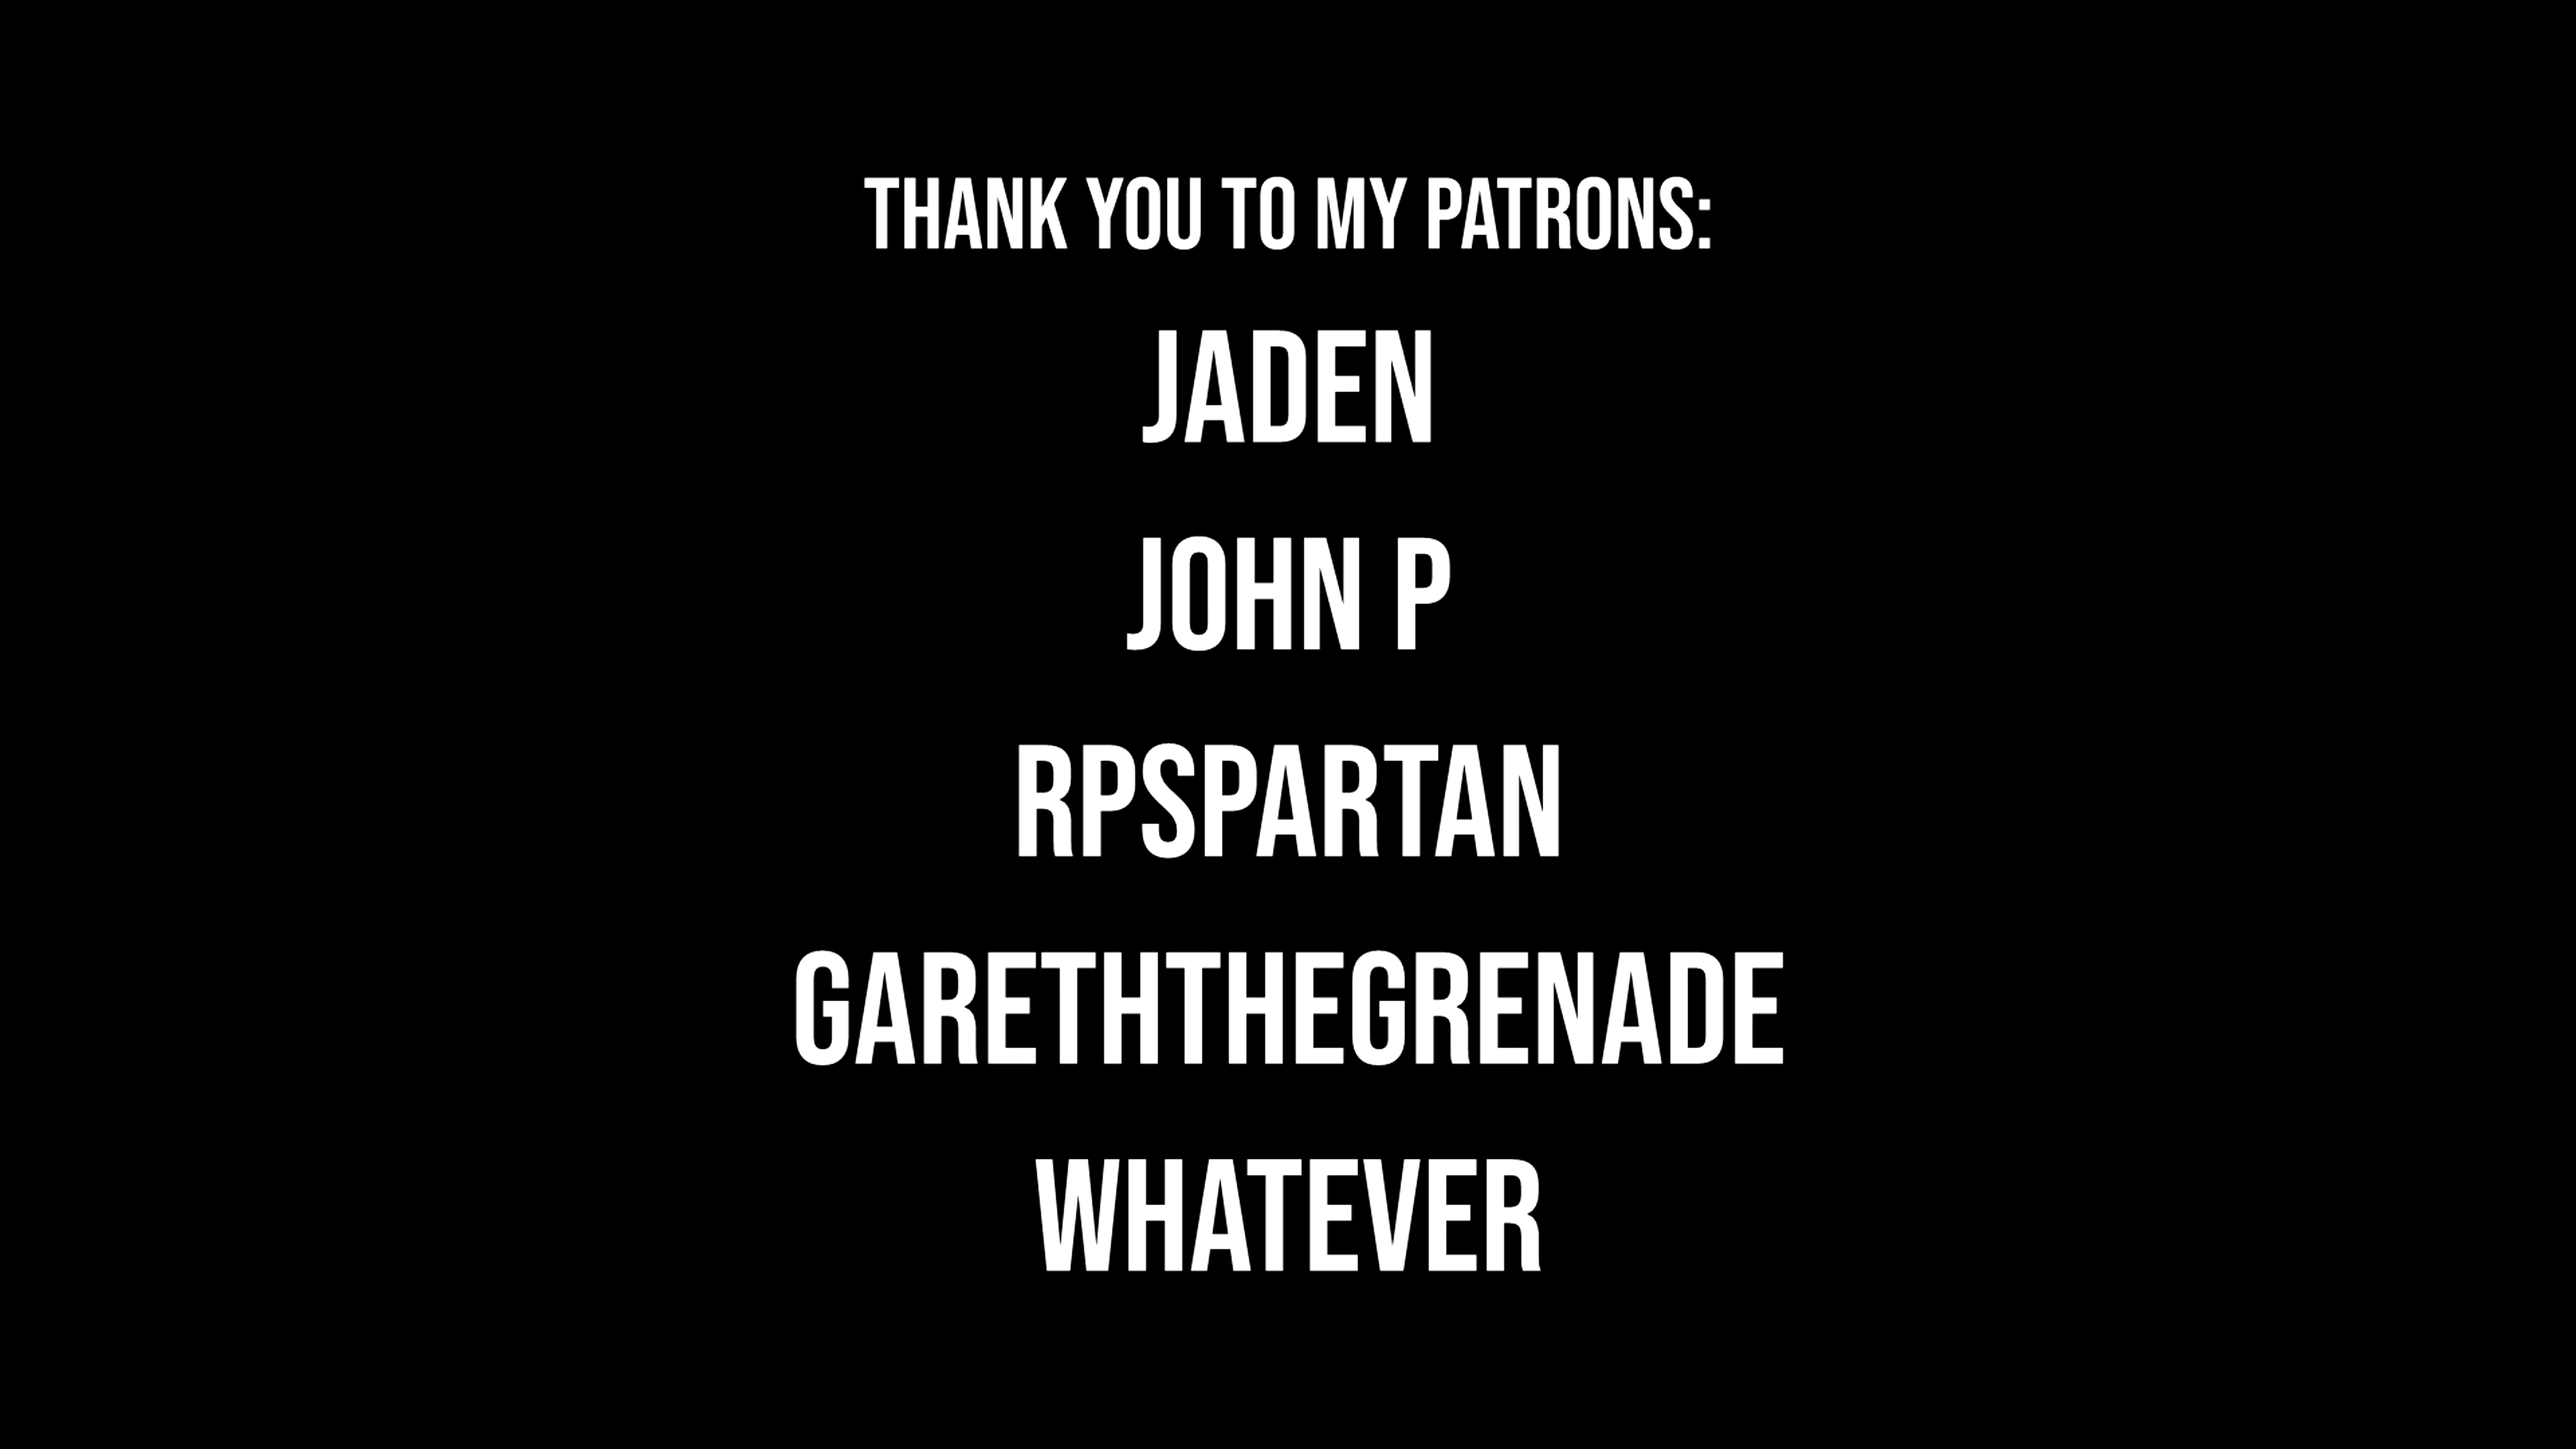 THANK YOU TO MY PATRONS:
JADEN
JOHN P
RPSPARTAN
GARETHTHEGRENADE
WHATEVER